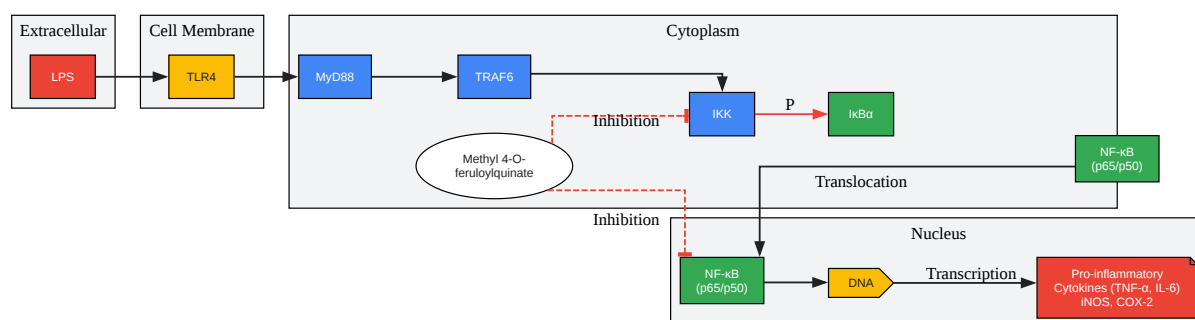 Extracellular
Cell Membrane
Cytoplasm
LPS
TLR4
MyD88
TRAF6
IKK
P
IκBα
Inhibition
Methyl 4-O-
feruloylquinate
NF-κB
(p65/p50)
Translocation
Inhibition
Nucleus
NF-κB
(p65/p50)
DNA
Transcription
Pro-inflammatory
Cytokines (TNF-α, IL-6)
iNOS, COX-2